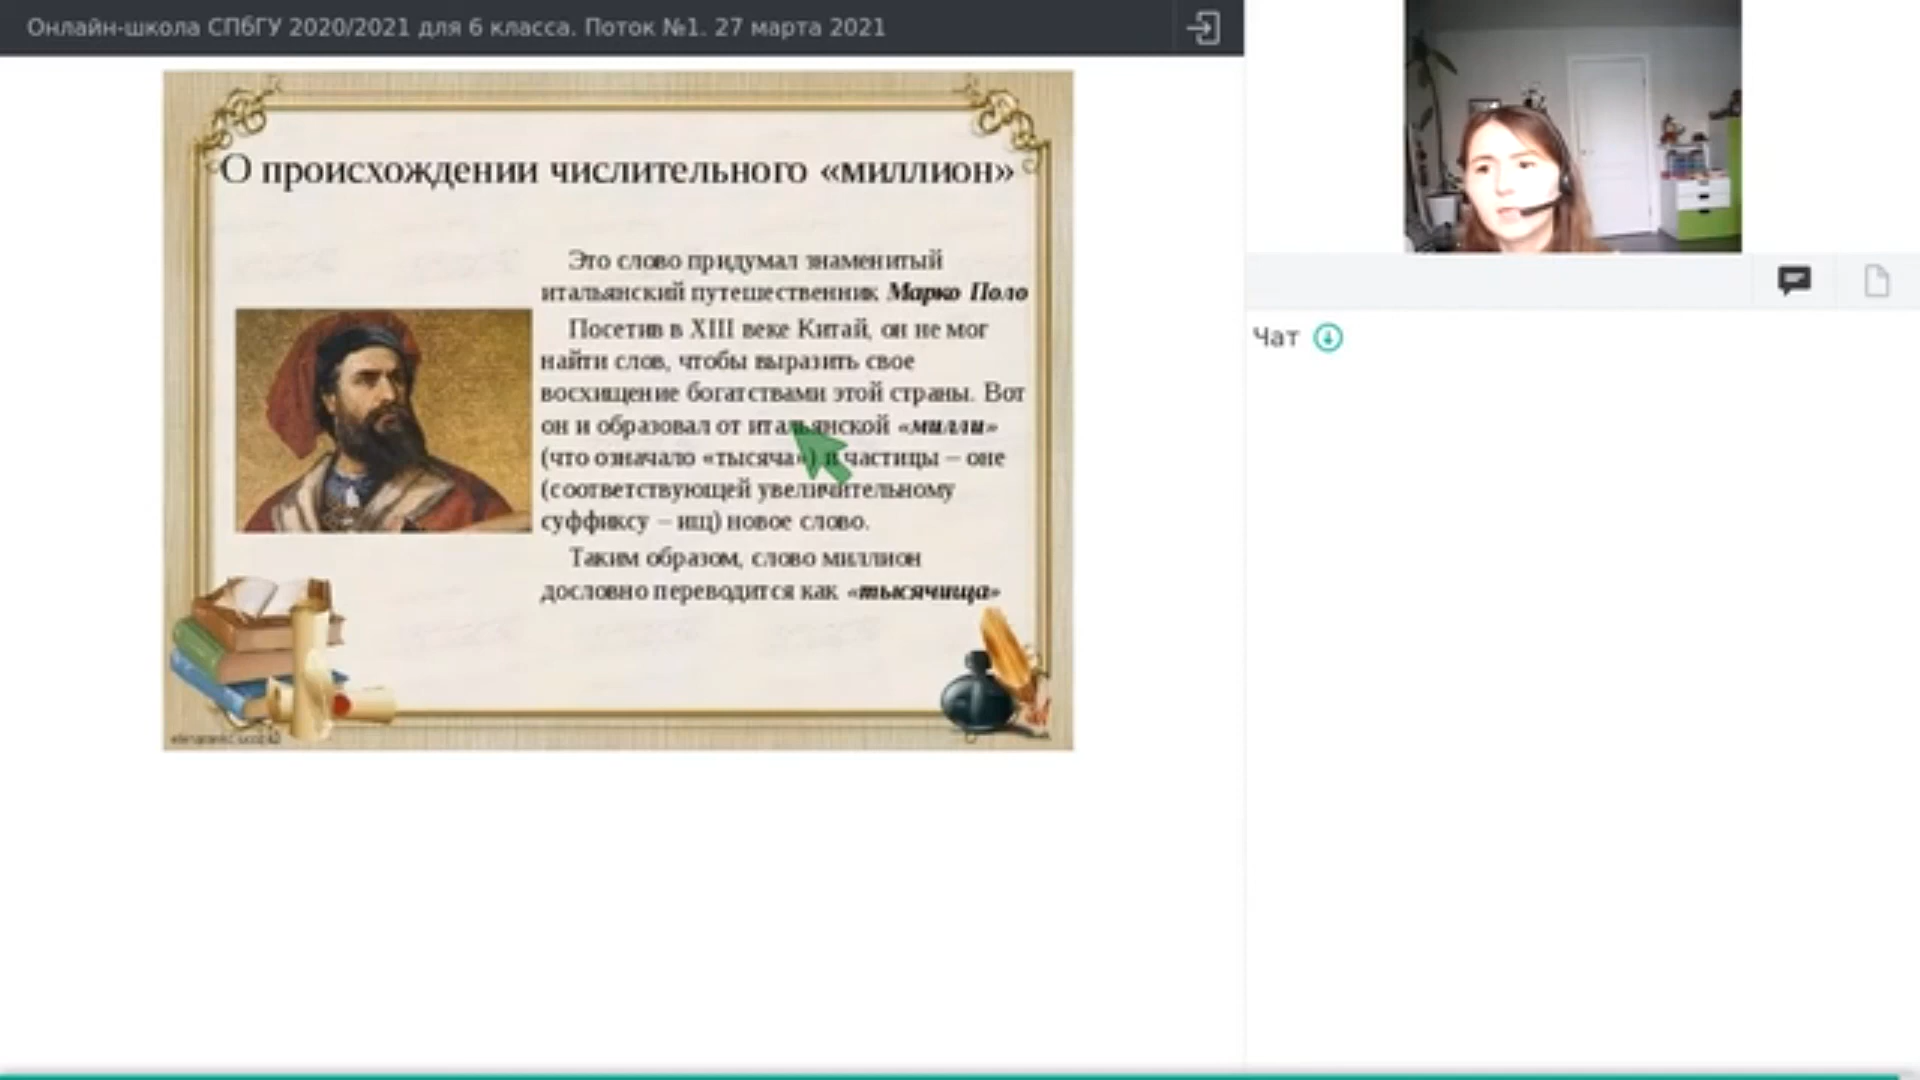 Онлайн-школа СПбГУ 2020/2021 для 6 класса. Поток №1. 27 марта 2021
О происхождении числительного «миллион»
Это слово придумал знаменитый
итальянский путешественник Марко Поло
Посетив в XIII веке Китай, он не мог
найти слов, чтобы выразить свое
восхищение богатствами этой страны. Вот
он и образовал от итальянской «милли»
(что означало «тысяча») и частицы – оне
(соответствующей увеличительному
суффиксу – ищ) новое слово.
Таким образом, слово миллион
дословно переводится как «тысячища»
Чат